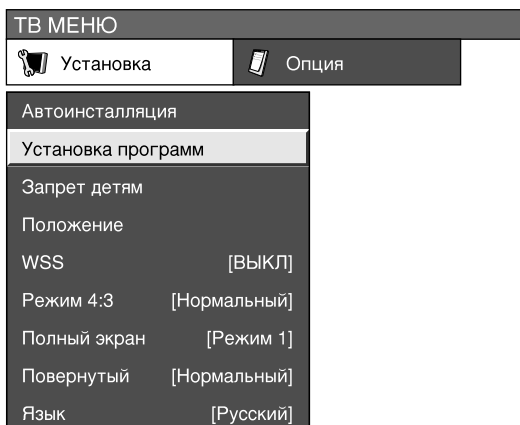 ТВ МЕНЮ
Установка Опция
Автоинсталляция
Установка программ
Запрет детям
Положение
WSS [ВЫКЛ]
Режим 4:3 [Нормальный]
Полный экран [Режим 1]
Повернутый [Нормальный]
Язык [Русский]